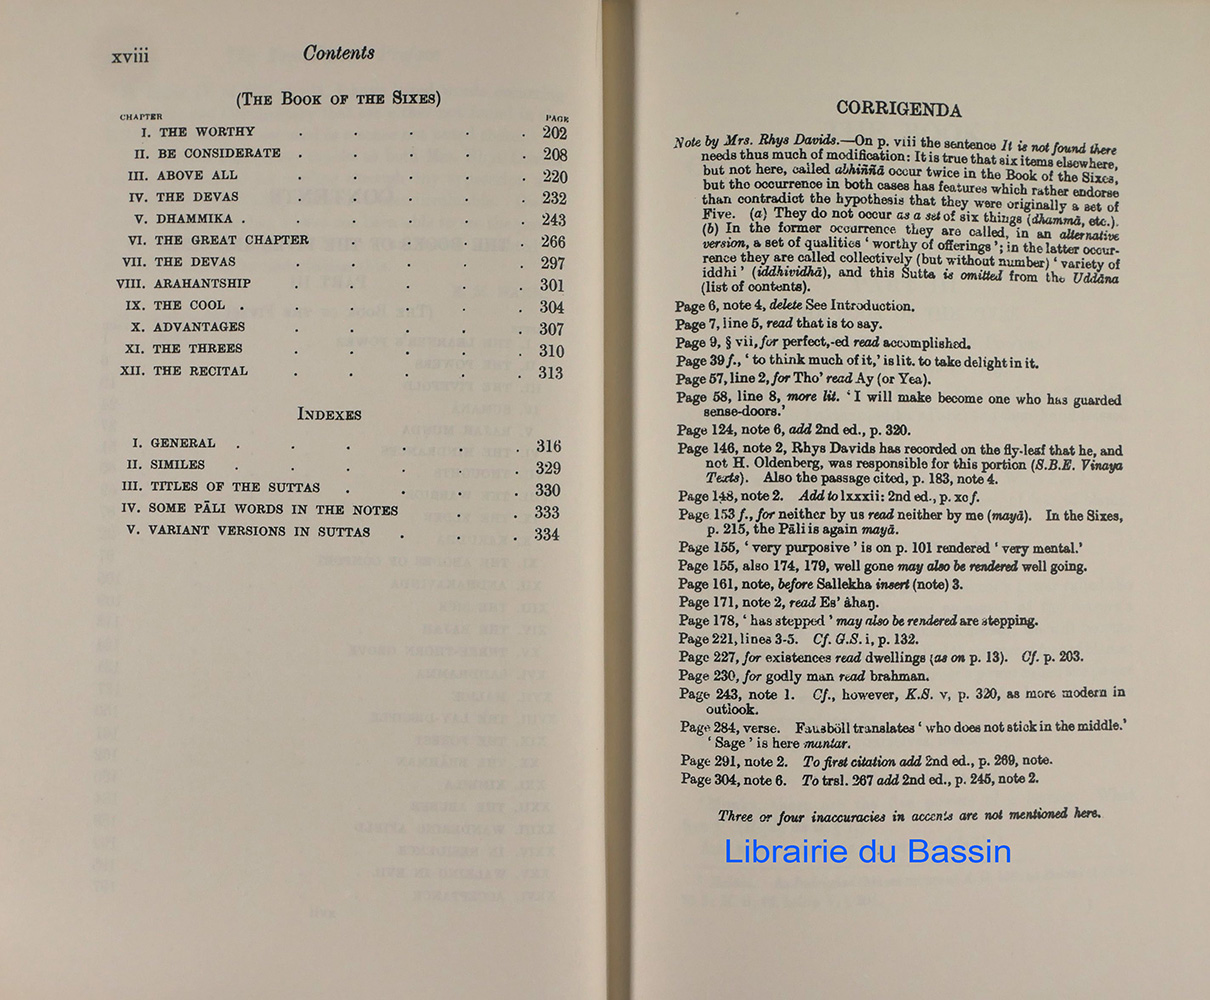 xviii Contents
(THE BOOK OF THE SIXES)
CHAPTER PAGE
I. THE WORTHY . . . . . 202
II. BE CONSIDERATE . . . . . 208
III. ABOVE ALL . . . . . 220
IV. THE DEVAS . . . . . 232
V. DHAMMIKA . . . . . . 243
VI. THE GREAT CHAPTER . . . . 266
VII. THE DEVAS . . . . . 297
VIII. ARAHANTSHIP . . . . . 301
IX. THE COOL . . . . . . 304
X. ADVANTAGES . . . . . 307
XI. THE THREES . . . . . 310
XII. THE RECITAL . . . . . 313
INDEXES
I. GENERAL . . . . . . 316
II. SIMILES . . . . . . 329
III. TITLES OF THE SUTTAS . . . . 330
IV. SOME PĀLI WORDS IN THE NOTES . . 333
V. VARIANT VERSIONS IN SUTTAS . . . 334
CORRIGENDA
Note by Mrs. Rhys Davids.—On p. viii the sentence It is not found there
needs thus much of modification: It is true that six items elsewhere,
but not here, called abhiññā occur twice in the Book of the Sixes,
but the occurrence in both cases has features which rather endorse
than contradict the hypothesis that they were originally a set of
Five. (a) They do not occur as a set of six things (dhammā, etc.).
(b) In the former occurrence they are called, in an alternative
version, a set of qualities ‘ worthy of offerings ’; in the latter occur-
rence they are called collectively (but without number) ‘ variety of
iddhi ’ (iddhividhā), and this Sutta is omitted from the Uddāna
(list of contents).
Page 6, note 4, delete See Introduction.
Page 7, line 5, read that is to say.
Page 9, § vii, for perfect,-ed read accomplished.
Page 39 f., ‘ to think much of it,’ is lit. to take delight in it.
Page 57, line 2, for Tho’ read Ay (or Yea).
Page 58, line 8, more lit. ‘ I will make become one who has guarded
sense-doors.’
Page 124, note 6, add 2nd ed., p. 320.
Page 146, note 2, Rhys Davids has recorded on the fly-leaf that he, and
not H. Oldenberg, was responsible for this portion (S.B.E. Vinaya
Texts). Also the passage cited, p. 183, note 4.
Page 148, note 2. Add to lxxxii: 2nd ed., p. xc f.
Page 153 f., for neither by us read neither by me (mayā). In the Sixes,
p. 215, the Pāli is again mayā.
Page 155, ‘ very purposive ’ is on p. 101 rendered ‘ very mental.’
Page 155, also 174, 179, well gone may also be rendered well going.
Page 161, note, before Sallekha insert (note) 3.
Page 171, note 2, read Es’ âhaŋ.
Page 178, ‘ has stepped ’ may also be rendered are stepping.
Page 221, lines 3-5. Cf. G.S. i, p. 132.
Page 227, for existences read dwellings (as on p. 13). Cf. p. 203.
Page 230, for godly man read brahman.
Page 243, note 1. Cf., however, K.S. v, p. 320, as more modern in
outlook.
Page 284, verse. Fausböll translates ‘ who does not stick in the middle.’
‘ Sage ’ is here mantar.
Page 291, note 2. To first citation add 2nd ed., p. 269, note.
Page 304, note 6. To trsl. 267 add 2nd ed., p. 245, note 2.
Three or four inaccuracies in accents are not mentioned here.
Librairie du Bassin